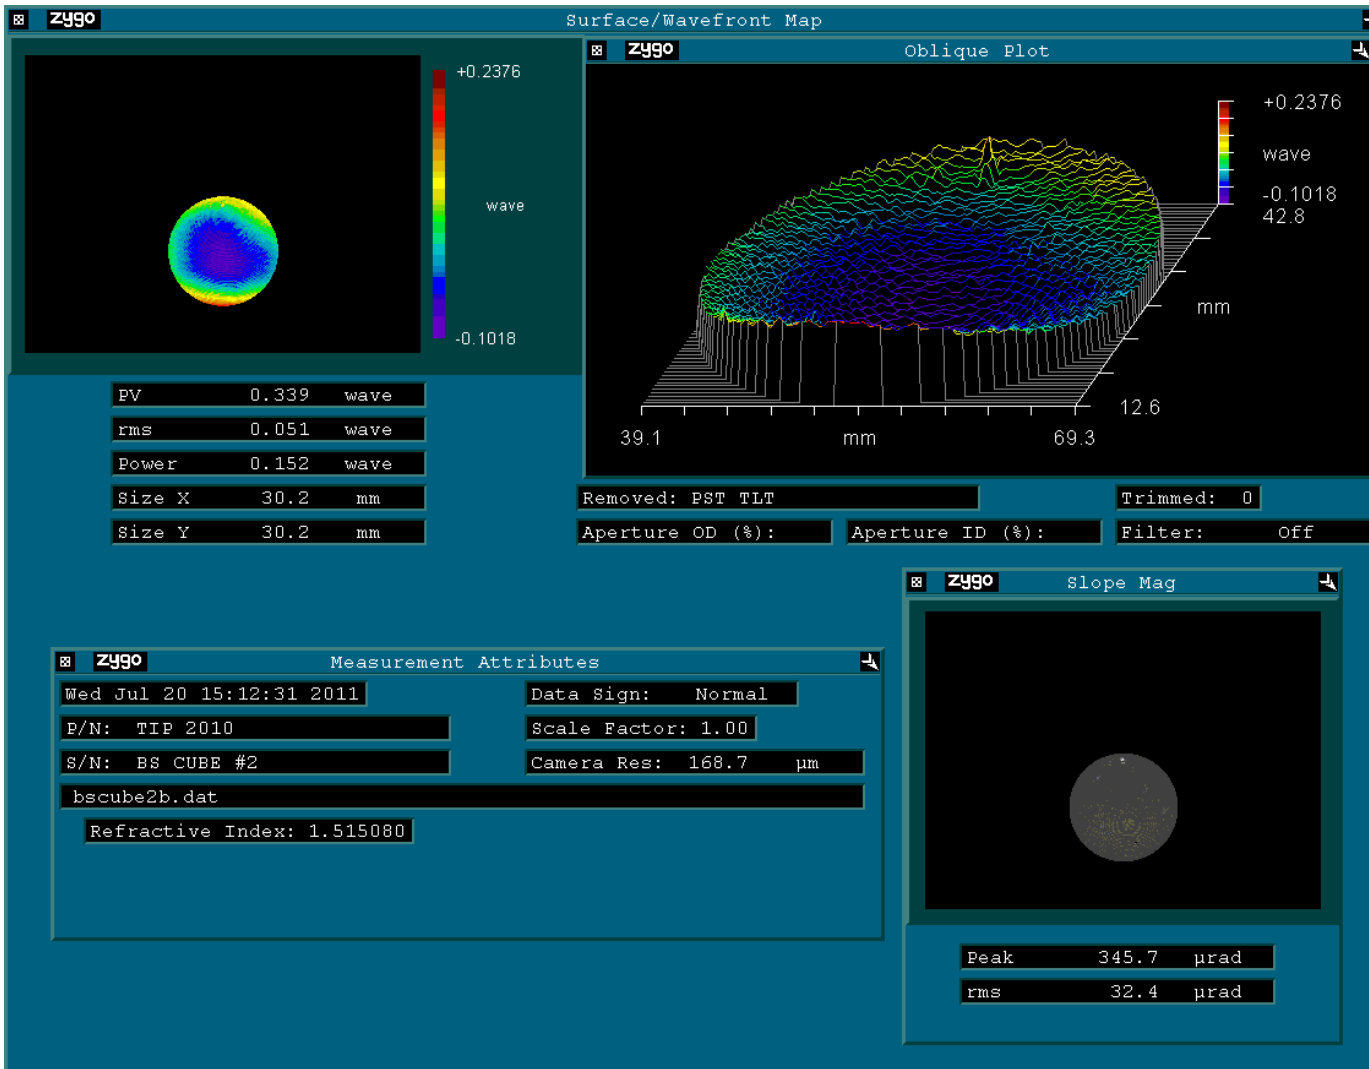 zygo Surface/Wavefront Map
+0.2376
wave
-0.1018
zygo Oblique Plot
+0.2376
wave
-0.1018
42.8
mm
12.6
39.1 mm 69.3
PV 0.339 wave
rms 0.051 wave
Power 0.152 wave
Size X 30.2 mm
Size Y 30.2 mm
Removed: PST TLT
Trimmed: 0
Aperture OD (%):
Aperture ID (%):
Filter: Off
zygo Measurement Attributes
Wed Jul 20 15:12:31 2011
P/N: TIP 2010
S/N: BS CUBE #2
bscube2b.dat
Refractive Index: 1.515080
Data Sign: Normal
Scale Factor: 1.00
Camera Res: 168.7 µm
zygo Slope Mag
Peak 345.7 µrad
rms 32.4 µrad